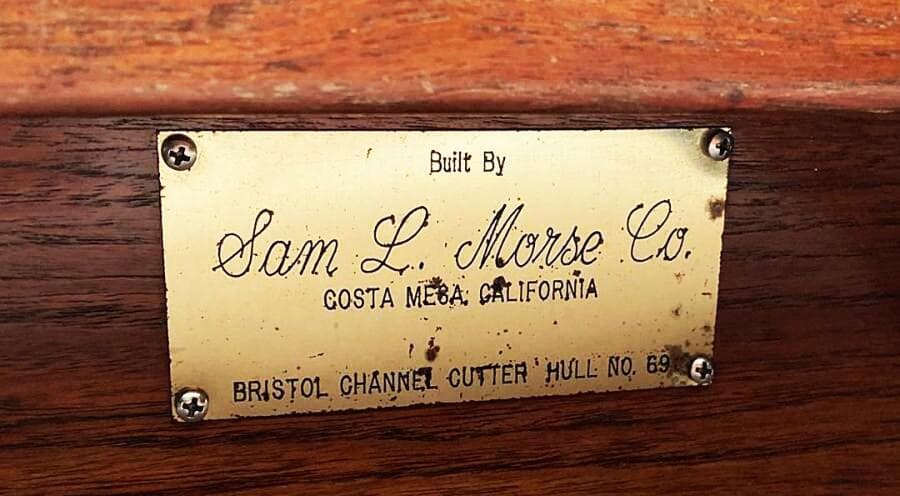 Built By
Sam L. Morse Co.
COSTA MESA, CALIFORNIA
BRISTOL CHANNEL CUTTER HULL NO. 69